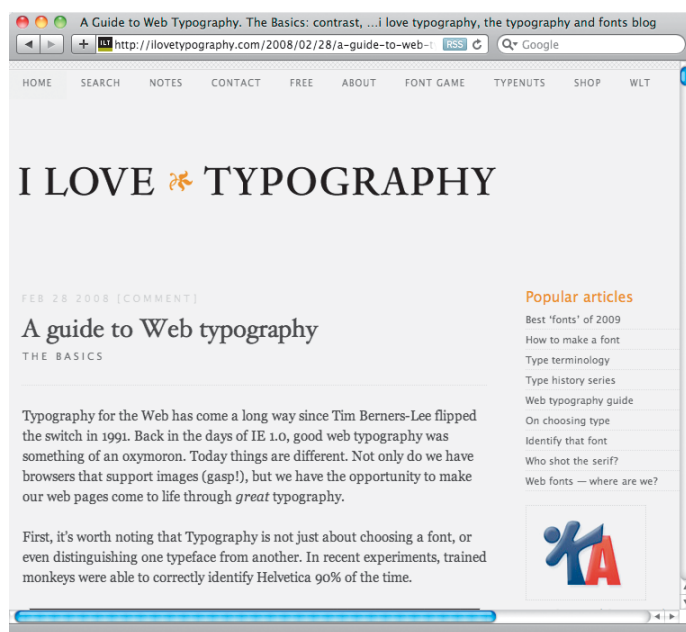 A Guide to Web Typography. The Basics: contrast, …i love typography, the typography and fonts blog
ILT http://ilovetypography.com/2008/02/28/a-guide-to-web-t RSS Google
HOME SEARCH NOTES CONTACT FREE ABOUT FONT GAME TYPENUTS SHOP WLT
I LOVE TYPOGRAPHY
FEB 28 2008 [COMMENT]
A guide to Web typography
THE BASICS
Typography for the Web has come a long way since Tim Berners-Lee flipped
the switch in 1991. Back in the days of IE 1.0, good web typography was
something of an oxymoron. Today things are different. Not only do we have
browsers that support images (gasp!), but we have the opportunity to make
our web pages come to life through great typography.
First, it’s worth noting that Typography is not just about choosing a font, or
even distinguishing one typeface from another. In recent experiments, trained
monkeys were able to correctly identify Helvetica 90% of the time.
Popular articles
Best ‘fonts’ of 2009
How to make a font
Type terminology
Type history series
Web typography guide
On choosing type
Identify that font
Who shot the serif?
Web fonts — where are we?